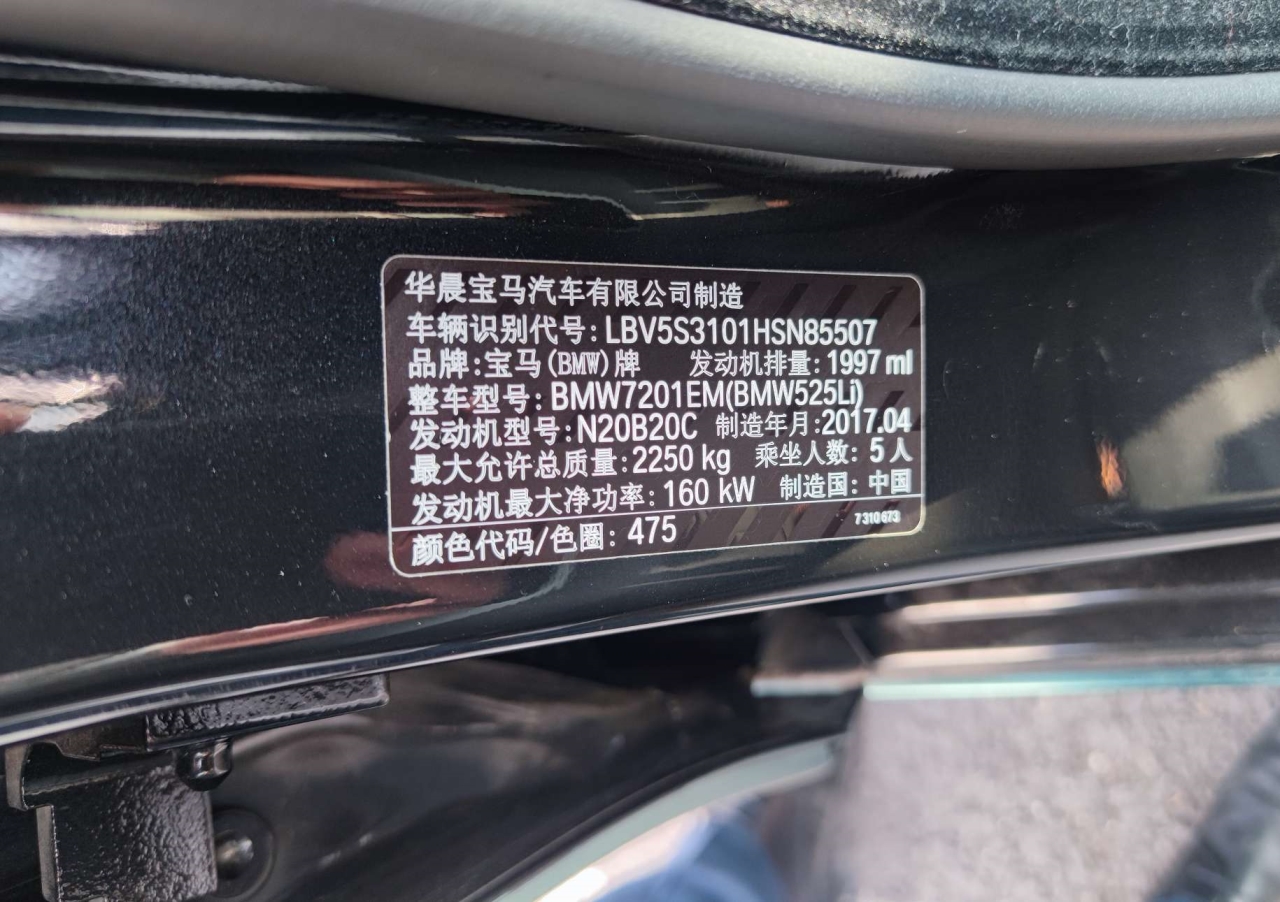 华晨宝马汽车有限公司制造
车辆识别代号:LBV5S3101HSN85507
品牌:宝马(BMW)牌 发动机排量:1997 ml
整车型号:BMW7201EM(BMW525Li)
发动机型号:N20B20C 制造年月:2017.04
最大允许总质量:2250 kg 乘坐人数:5人
发动机最大净功率:160 kW 制造国:中国
颜色代码/色圈:475 7310673